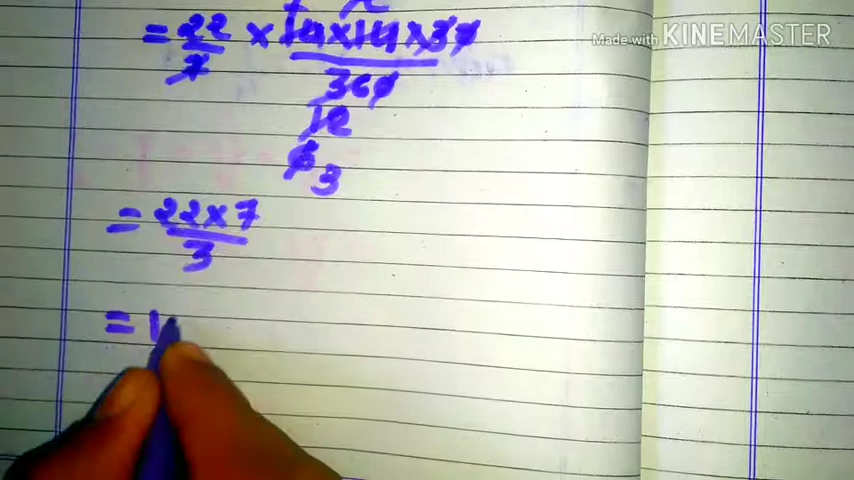 Made with KINEMASTER
= 22/7 × 14×14×30/360
12
6 3
= 22×7/3
= 1